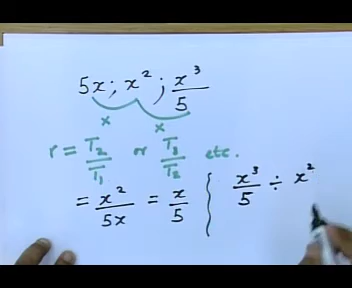 5x ; x² ; x³/5
x x
r = T₂/T₁ or T₃/T₂ etc.
= x²/5x = x/5 | x³/5 ÷ x²